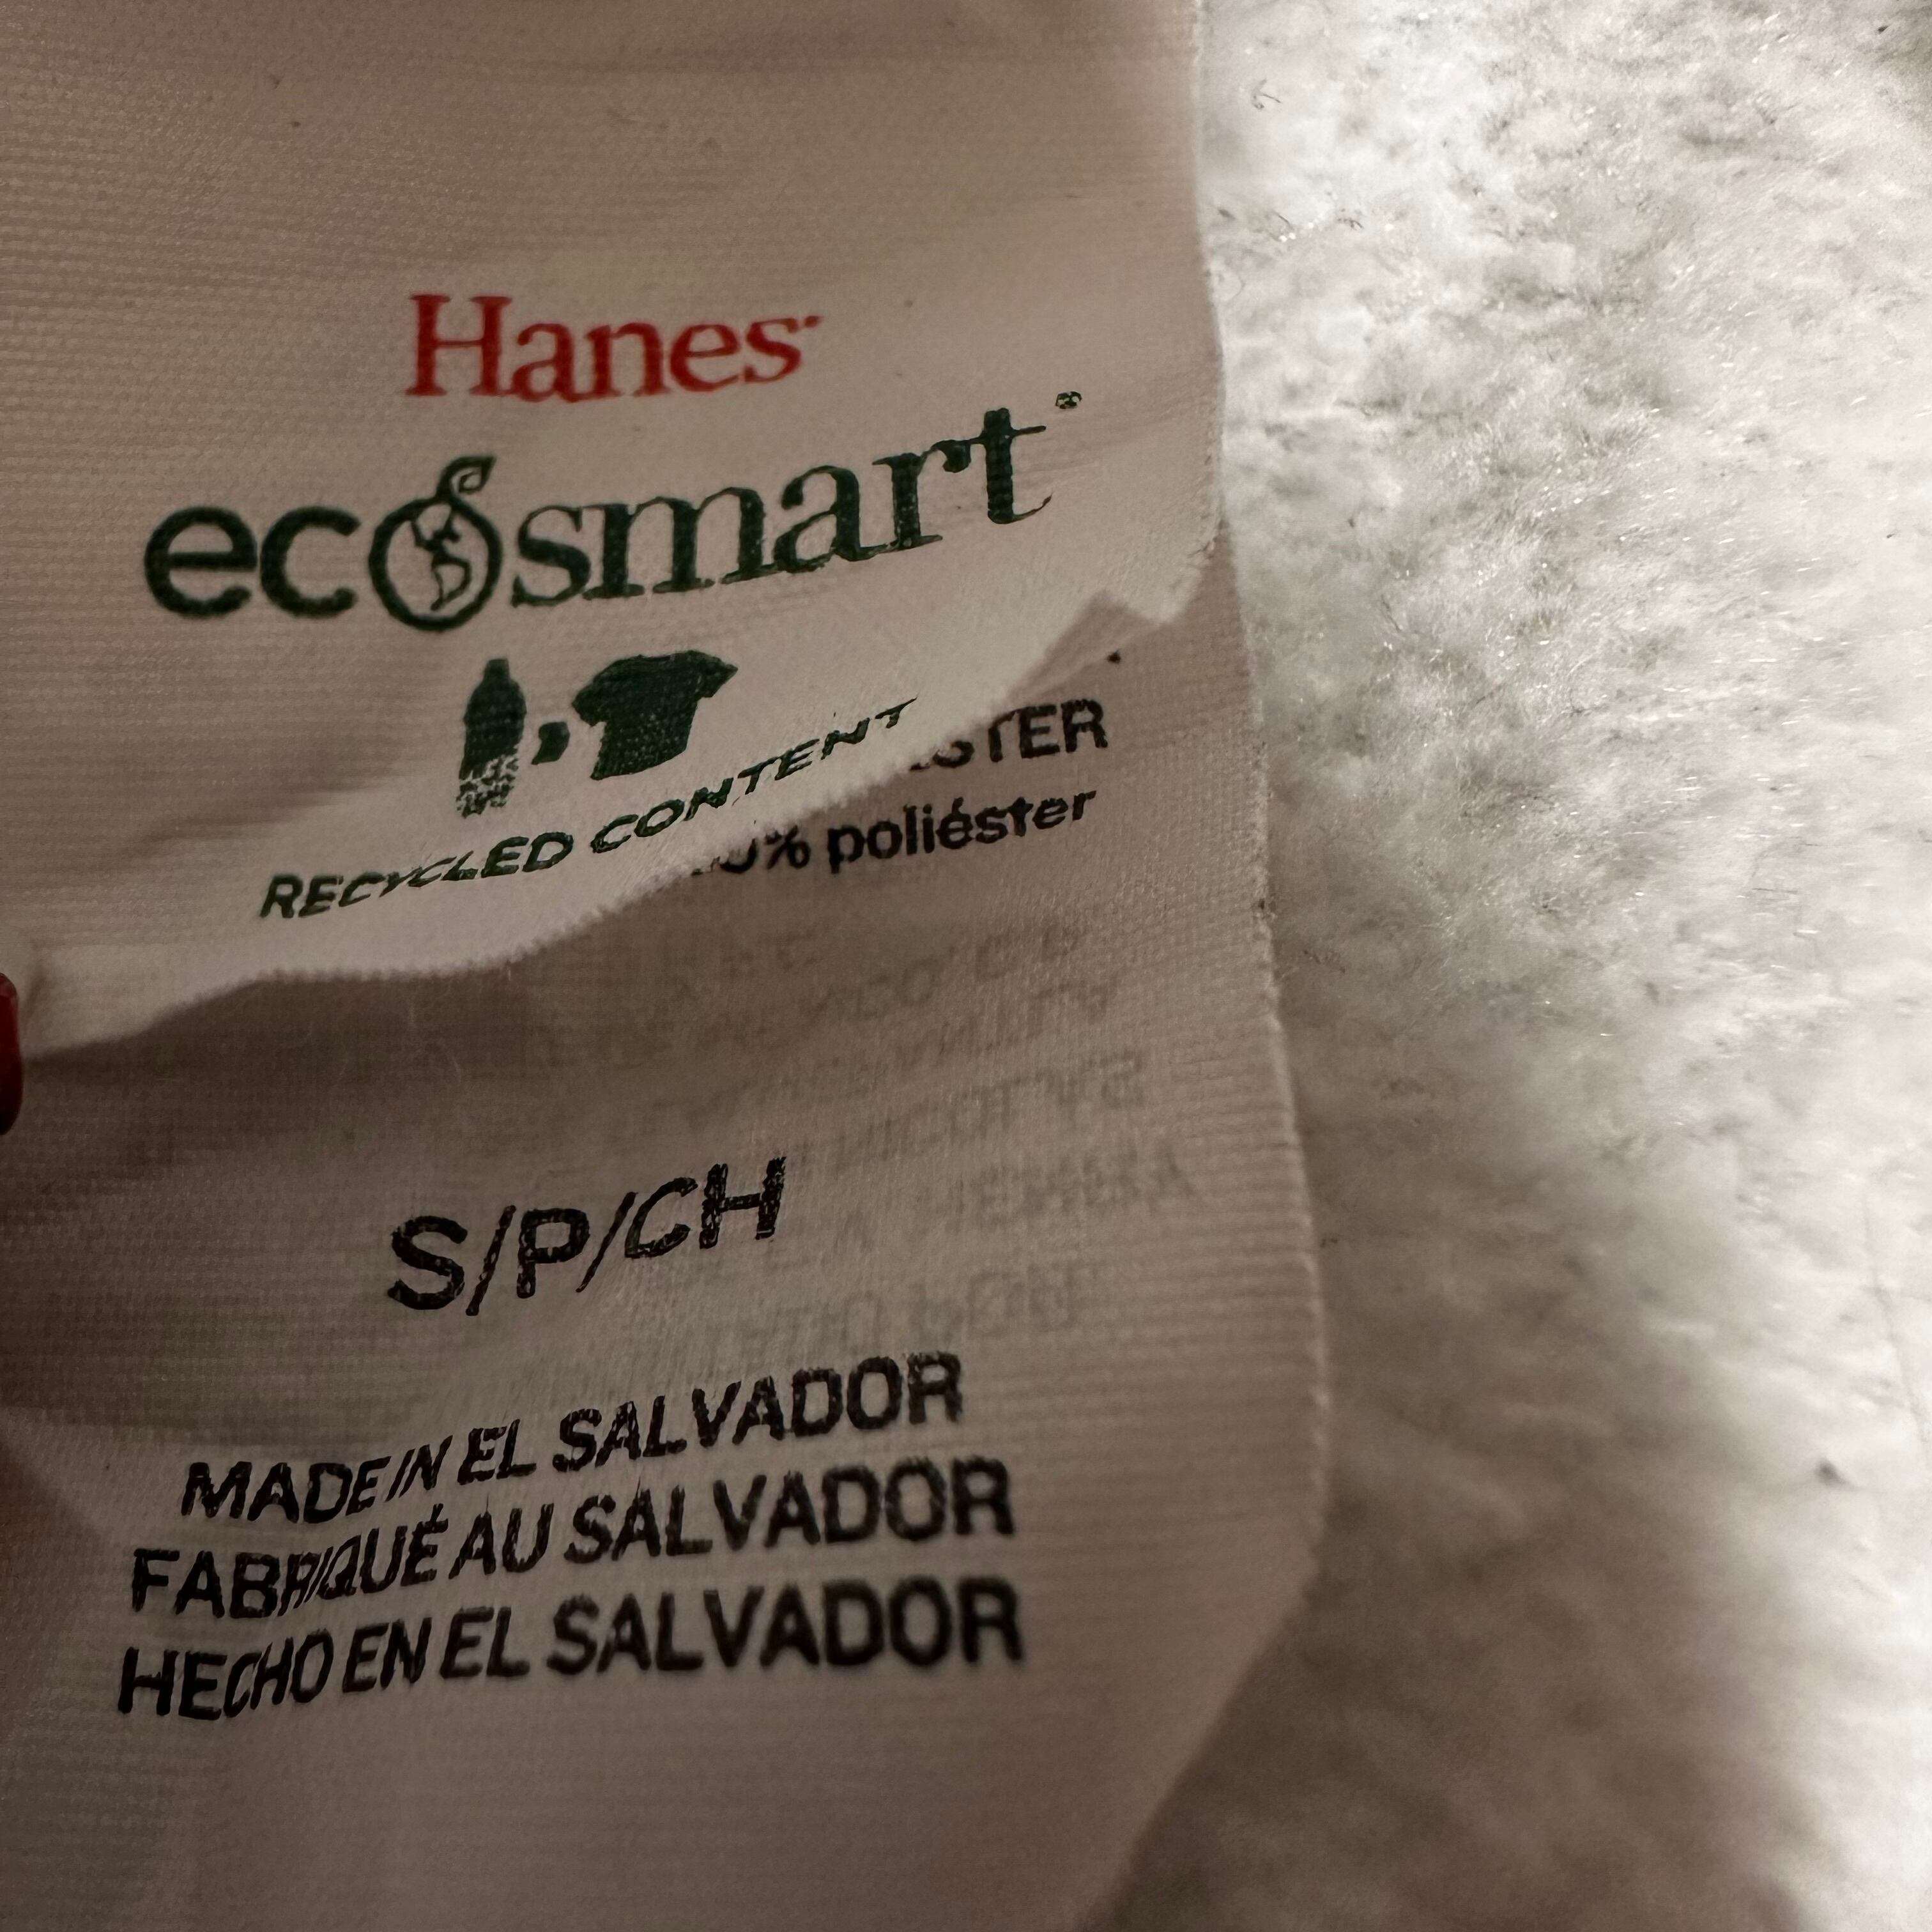 Hanes
ecosmart®
RECYCLED CONTENT
poliéster
S/P/CH
MADE IN EL SALVADOR
FABRIQUÉ AU SALVADOR
HECHO EN EL SALVADOR